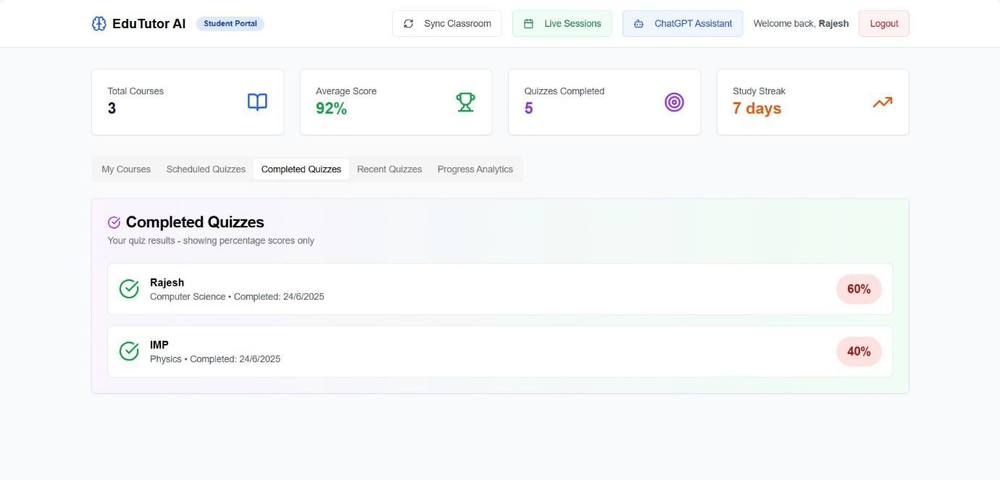 EduTutor AI Student Portal Sync Classroom Live Sessions ChatGPT Assistant Welcome back, Rajesh Logout
Total Courses
3
Average Score
92%
Quizzes Completed
5
Study Streak
7 days
My Courses Scheduled Quizzes Completed Quizzes Recent Quizzes Progress Analytics
Completed Quizzes
Your quiz results - showing percentage scores only
Rajesh
Computer Science • Completed: 24/6/2025
60%
IMP
Physics • Completed: 24/6/2025
40%